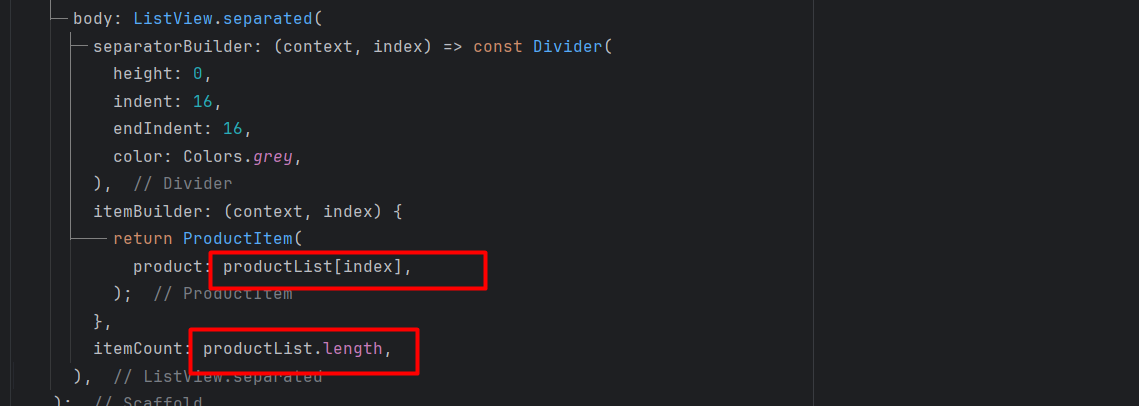 body: ListView.separated(
separatorBuilder: (context, index) => const Divider(
height: 0,
indent: 16,
endIndent: 16,
color: Colors.grey,
), // Divider
itemBuilder: (context, index) {
return ProductItem(
product: productList[index],
); // ProductItem
},
itemCount: productList.length,
), // ListView.separated
); // Scaffold